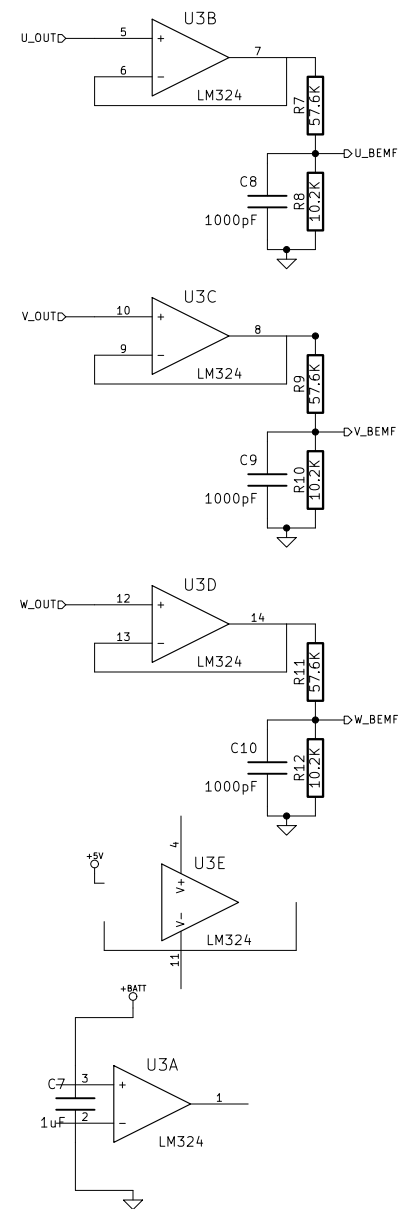 U3B
U_OUT 5 + 7
6 -
LM324
R7 57.6K
U_BEMF
C8
1000pF
R8 10.2K
U3C
V_OUT 10 + 8
9 -
LM324
R9 57.6K
V_BEMF
C9
1000pF
R10 10.2K
U3D
W_OUT 12 + 14
13 -
LM324
R11 57.6K
W_BEMF
C10
1000pF
R12 10.2K
4
+5V
U3E
V+
V-
LM324
11
+BATT
U3A
C7 3 + 1
1uF 2 -
LM324